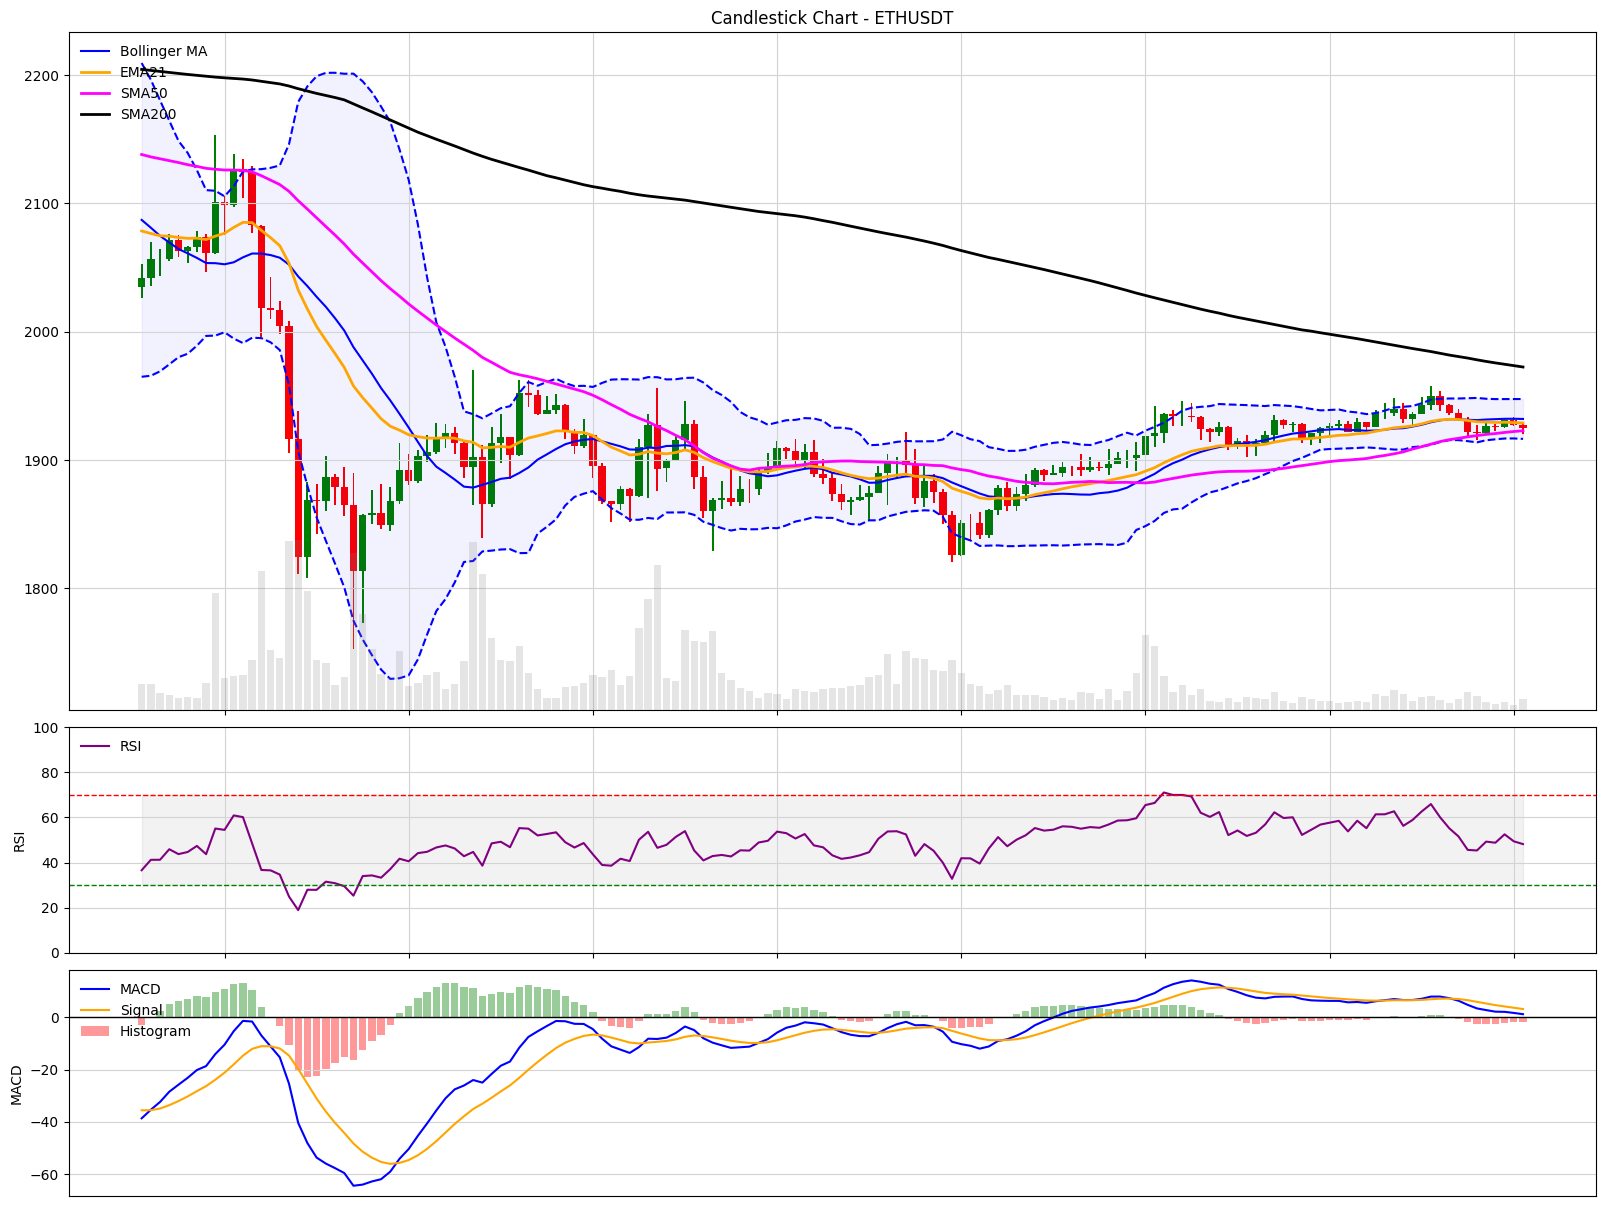 Candlestick Chart - ETHUSDT
Bollinger MA
EMA21
SMA50
SMA200
2200
2100
2000
1900
1800
RSI
100
80
60
40
20
0
RSI
MACD
Signal
Histogram
0
−20
−40
−60
MACD